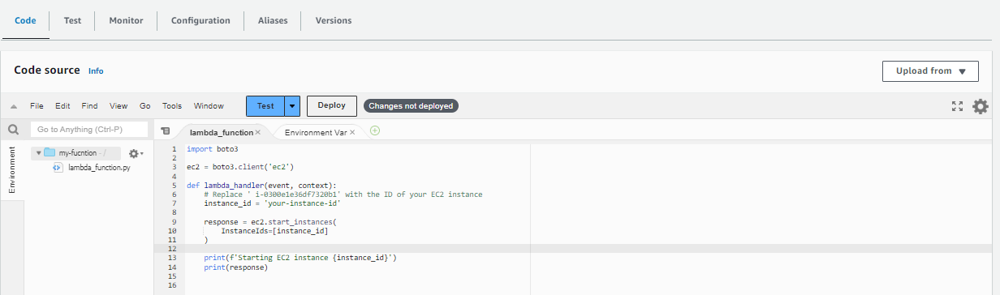 Code Test Monitor Configuration Aliases Versions
Code source Info
Upload from
File Edit Find View Go Tools Window Test Deploy Changes not deployed
Go to Anything (Ctrl-P)
lambda_function Environment Var
Environment
my-fucntion - /
lambda_function.py
1 import boto3
2
3 ec2 = boto3.client('ec2')
4
5 def lambda_handler(event, context):
6 # Replace ' i-0300e1e36df7320b1' with the ID of your EC2 instance
7 instance_id = 'your-instance-id'
8
9 response = ec2.start_instances(
10 InstanceIds=[instance_id]
11 )
12
13 print(f'Starting EC2 instance {instance_id}')
14 print(response)
15
16